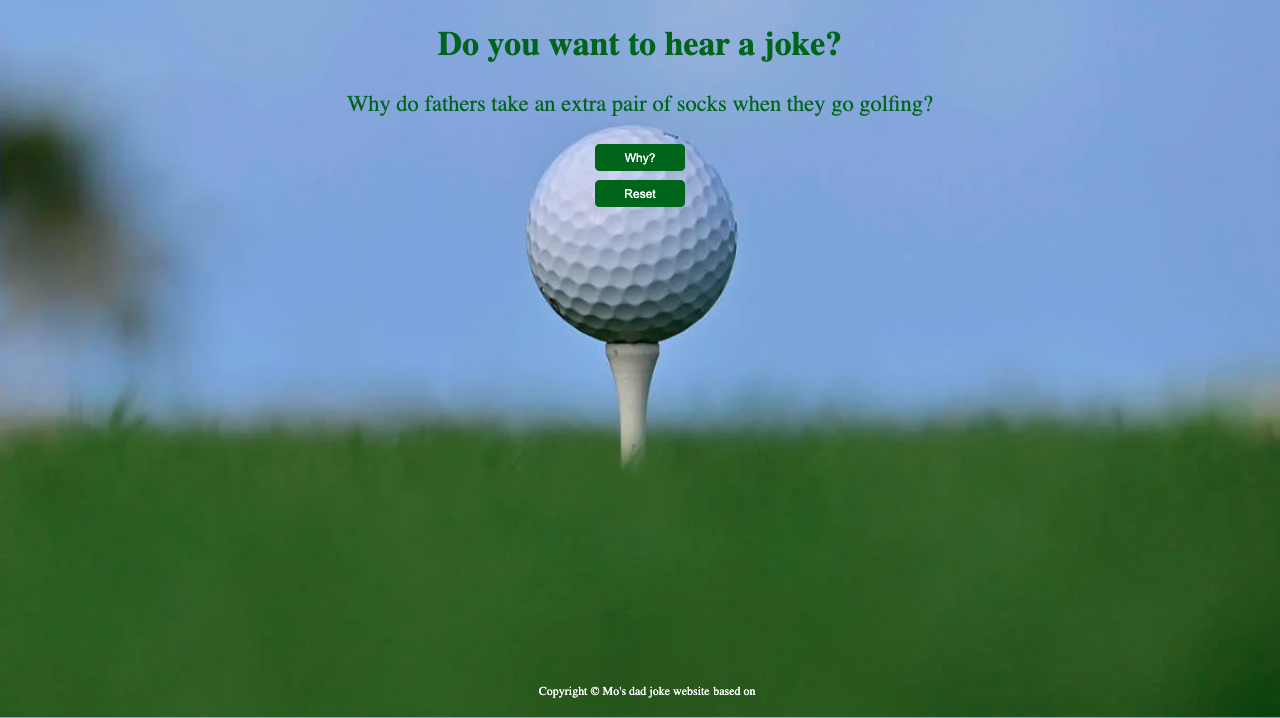 Do you want to hear a joke?
Why do fathers take an extra pair of socks when they go golfing?
Why?
Reset
Copyright © Mo's dad joke website based on